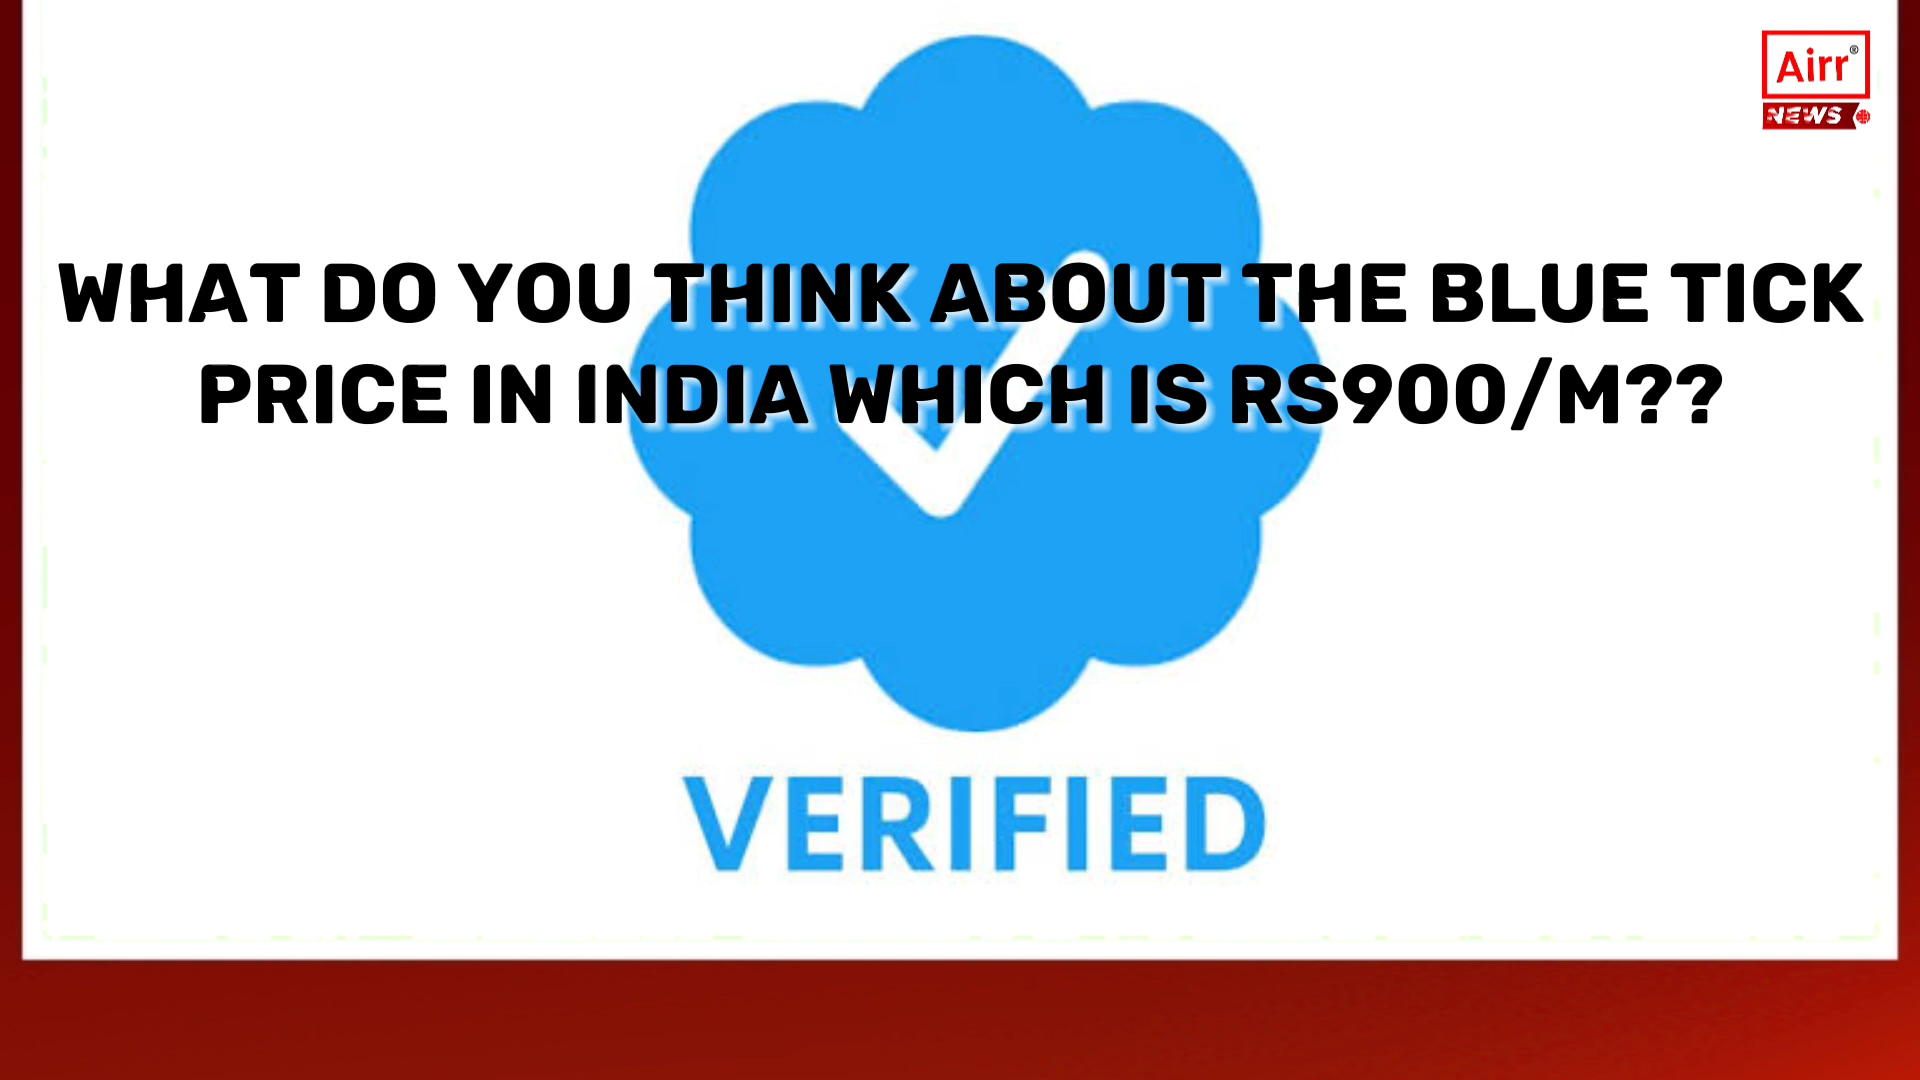 Airr®
NEWS
WHAT DO YOU THINK ABOUT THE BLUE TICK
PRICE IN INDIA WHICH IS RS900/M??
VERIFIED